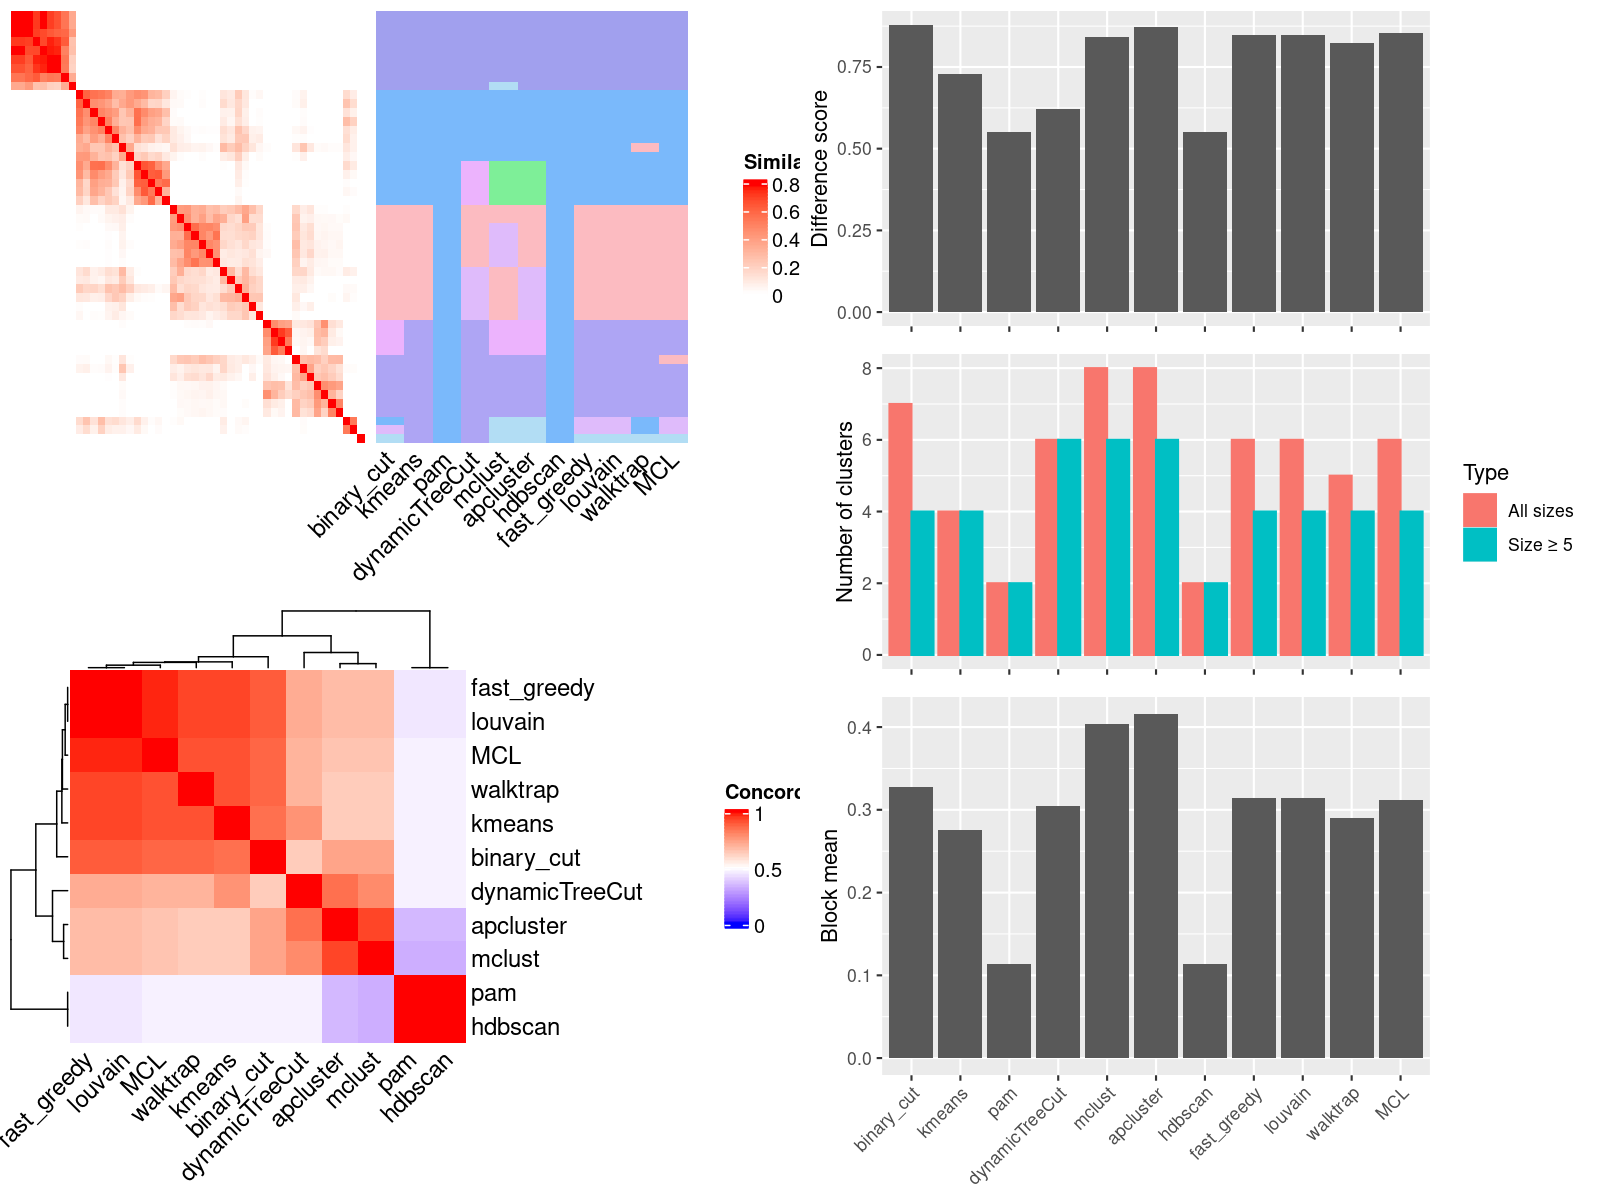 Simila
0.8
0.6
0.4
0.2
0
binary_cut
kmeans
pam
dynamicTreeCut
mclust
apcluster
hdbscan
fast_greedy
louvain
walktrap
MCL
fast_greedy
louvain
MCL
walktrap
kmeans
binary_cut
dynamicTreeCut
apcluster
mclust
pam
hdbscan
Concord
1
0.5
0
fast_greedy
louvain
MCL
walktrap
kmeans
binary_cut
dynamicTreeCut
apcluster
mclust
pam
hdbscan
Difference score
0.75
0.50
0.25
0.00
Number of clusters
8
6
4
2
0
Type
All sizes
Size ≥ 5
Block mean
0.4
0.3
0.2
0.1
0.0
binary_cut
kmeans
pam
dynamicTreeCut
mclust
apcluster
hdbscan
fast_greedy
louvain
walktrap
MCL